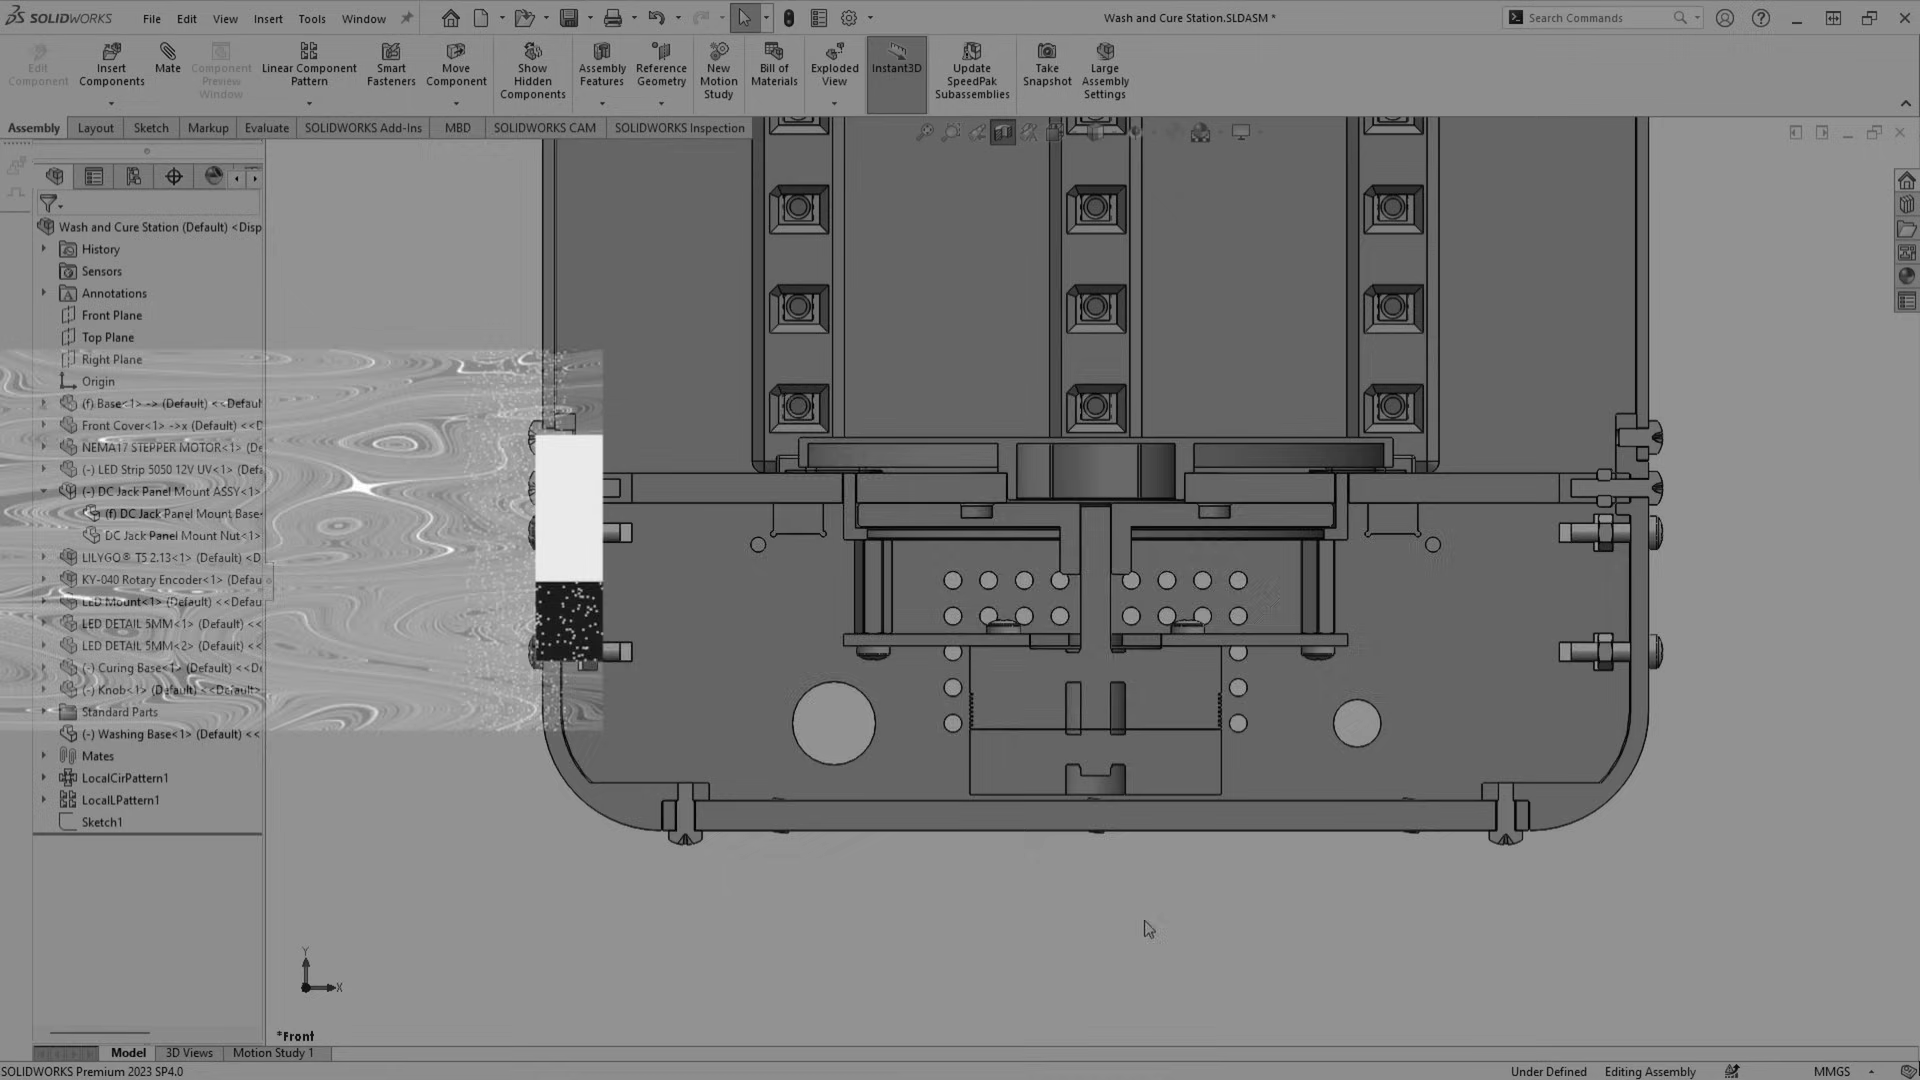 SOLIDWORKS File Edit View Insert Tools Window
Wash and Cure Station.SLDASM *
Search Commands
Edit Component
Insert Components
Mate
Component Preview Window
Linear Component Pattern
Smart Fasteners
Move Component
Show Hidden Components
Assembly Features
Reference Geometry
New Motion Study
Bill of Materials
Exploded View
Instant3D
Update SpeedPak Subassemblies
Take Snapshot
Large Assembly Settings
Assembly Layout Sketch Markup Evaluate SOLIDWORKS Add-Ins MBD SOLIDWORKS CAM SOLIDWORKS Inspection
Wash and Cure Station (Default) <Disp
History
Sensors
Annotations
Front Plane
Top Plane
Right Plane
Origin
(f) Base<1> -> (Default) <<Defaul
Front Cover<1> ->x (Default) <<D
NEMA17 STEPPER MOTOR<1> (D
(-) LED Strip 5050 12V UV<1> (Def
(-) DC Jack Panel Mount ASSY<1>
(f) DC Jack Panel Mount Base<
DC Jack Panel Mount Nut<1>
LILYGO® T5 2.13<1> (Default) <D
KY-040 Rotary Encoder<1> (Defau
LED Mount<1> (Default) <<Defau
LED DETAIL 5MM<1> (Default) <<
LED DETAIL 5MM<2> (Default) <<
(-) Curing Base<1> (Default) <<De
(-) Knob<1> (Default) <<Default>
Standard Parts
(-) Washing Base<1> (Default) <<
Mates
LocalCirPattern1
LocalLPattern1
Sketch1
Y
X
*Front
Model 3D Views Motion Study 1
SOLIDWORKS Premium 2023 SP4.0
Under Defined Editing Assembly MMGS